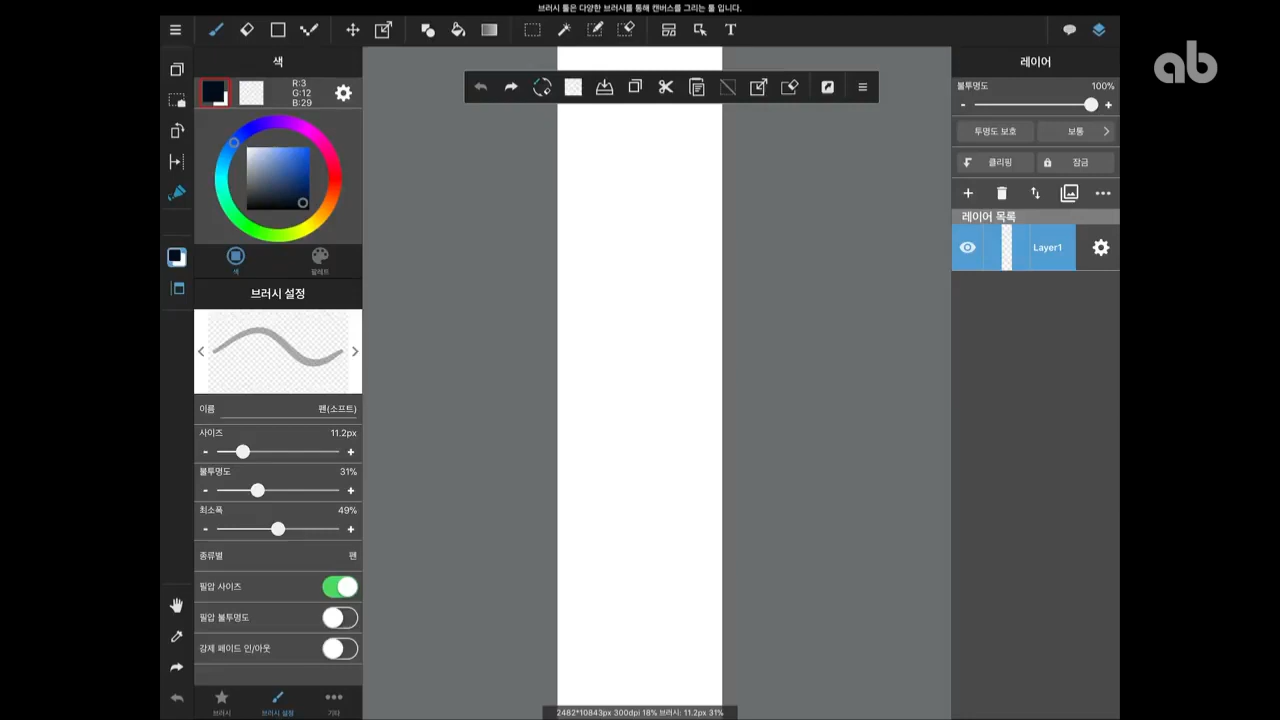 브러시 툴은 다양한 브러시를 통해 캔버스를 그리는 툴 입니다.
T
ab
색
R:3
G:12
B:29
색
팔레트
브러시 설정
이름 펜(소프트)
사이즈 11.2px
- +
불투명도 31%
- +
최소폭 49%
- +
종류별 펜
필압 사이즈
필압 불투명도
강제 페이드 인/아웃
브러시
브러시 설정
기타
2482*10843px 300dpi 18% 브러시: 11.2px 31%
레이어
불투명도 100%
- +
투명도 보호
보통
클리핑
잠금
레이어 목록
Layer1